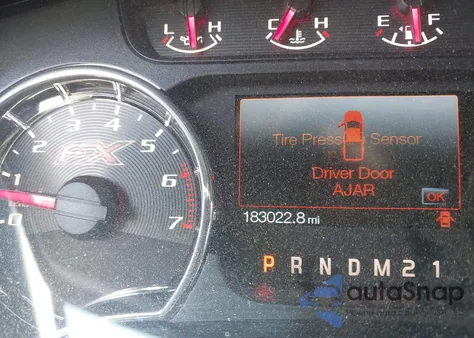 L H
C H
E F
0 1 2 3 4 5 6 7
FX
Tire Pressure Sensor
Driver Door
AJAR
OK
183022.8 mi
P R N D M 2 1
autoSnap